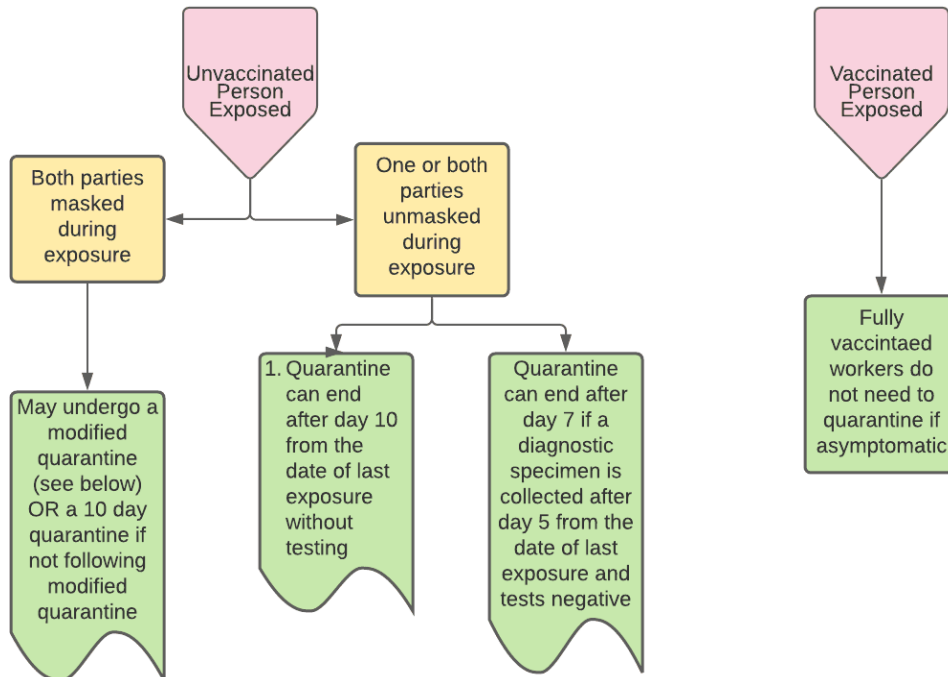 Unvaccinated
Person
Exposed
Vaccinated
Person
Exposed
Both parties
masked
during
exposure
One or both
parties
unmasked
during
exposure
May undergo a
modified
quarantine
(see below)
OR a 10 day
quarantine if
not following
modified
quarantine
1. Quarantine
can end
after day 10
from the
date of last
exposure
without
testing
Quarantine
can end after
day 7 if a
diagnostic
specimen is
collected after
day 5 from the
date of last
exposure and
tests negative
Fully
vaccintaed
workers do
not need to
quarantine if
asymptomatic